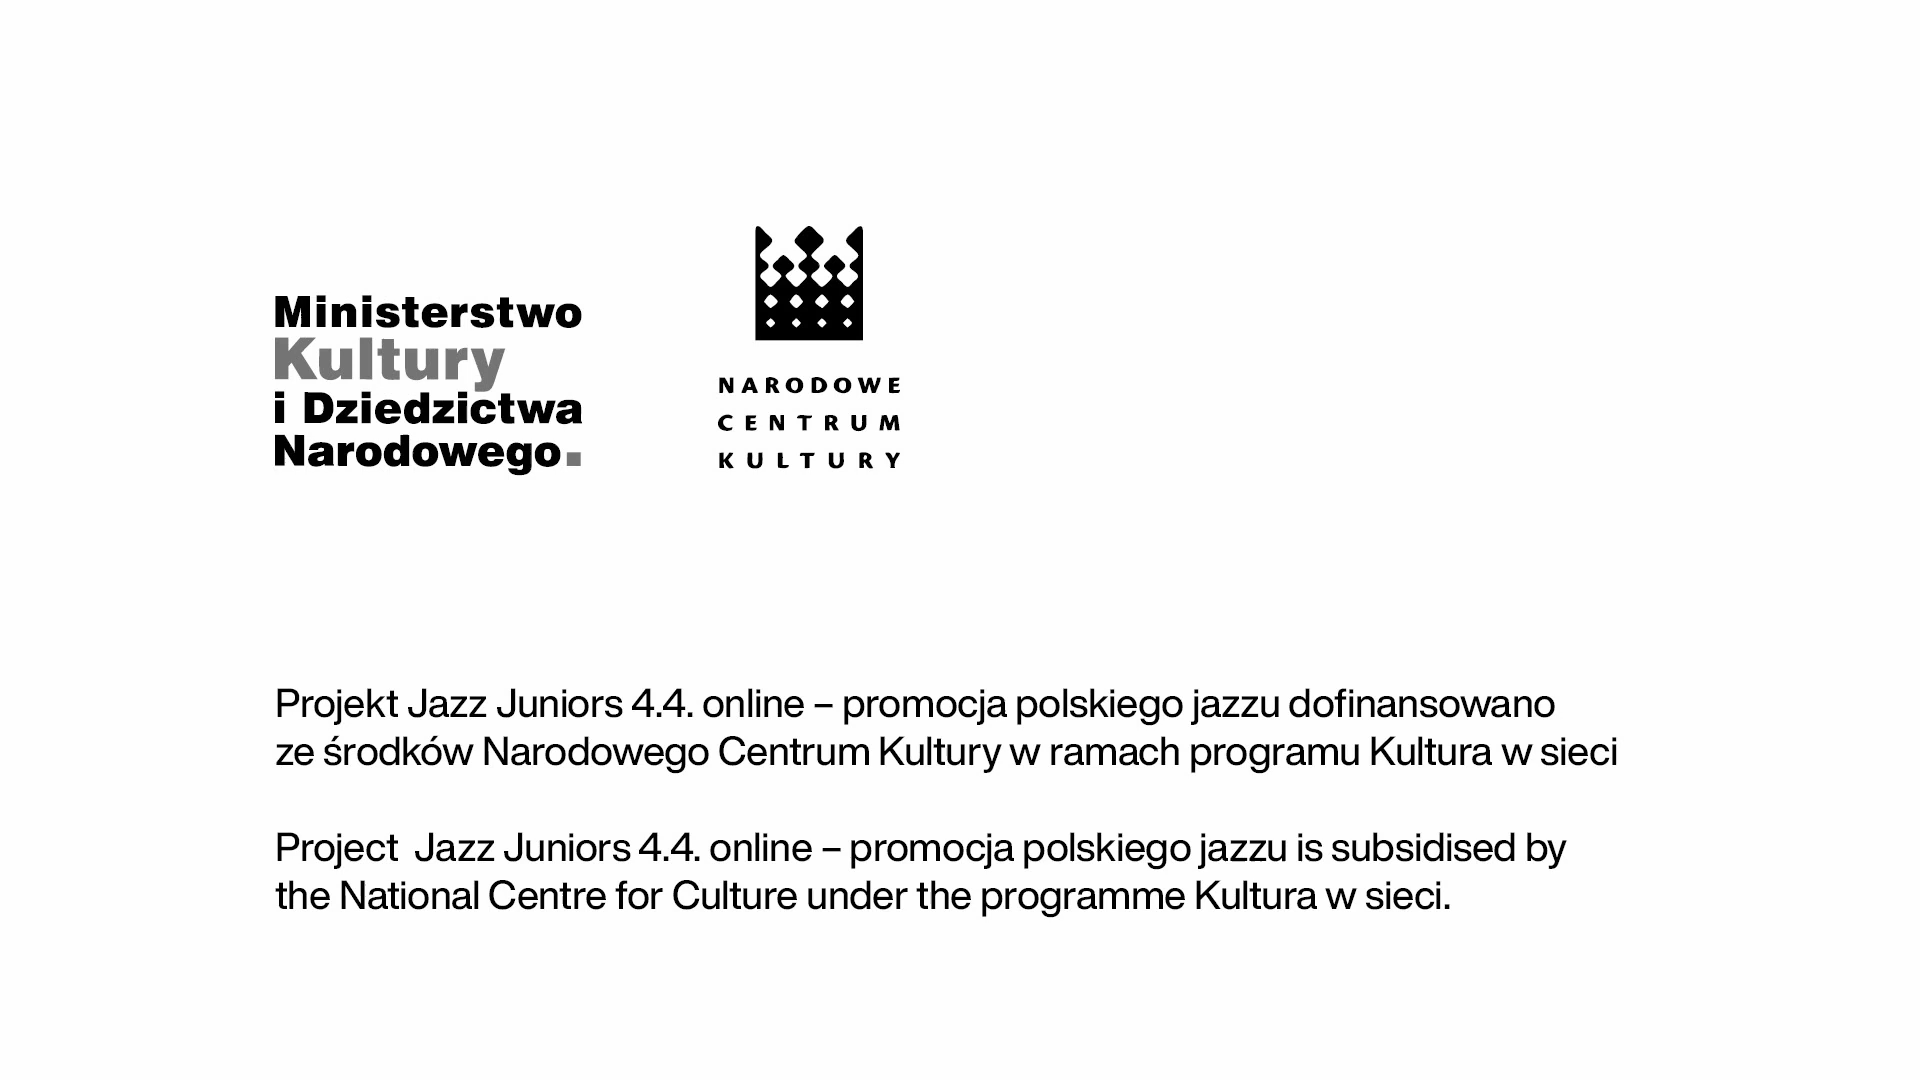 Ministerstwo
Kultury
i Dziedzictwa
Narodowego.
NARODOWE
CENTRUM
KULTURY
Projekt Jazz Juniors 4.4. online – promocja polskiego jazzu dofinansowano
ze środków Narodowego Centrum Kultury w ramach programu Kultura w sieci
Project  Jazz Juniors 4.4. online – promocja polskiego jazzu is subsidised by
the National Centre for Culture under the programme Kultura w sieci.